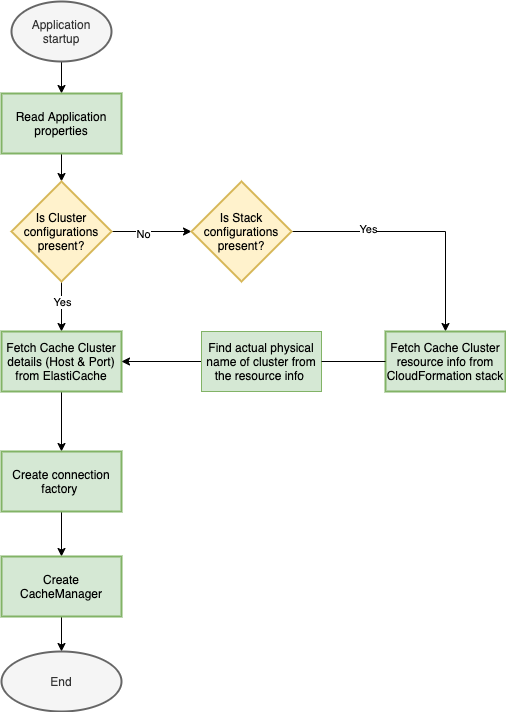 Application
startup
Read Application
properties
Is Cluster
configurations
present?
No
Is Stack
configurations
present?
Yes
Yes
Fetch Cache Cluster
details (Host & Port)
from ElastiCache
Find actual physical
name of cluster from
the resource info
Fetch Cache Cluster
resource info from
CloudFormation stack
Create connection
factory
Create
CacheManager
End